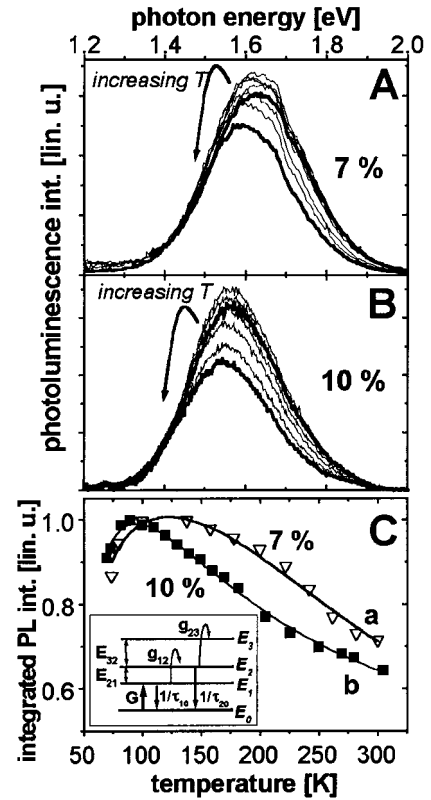 photon energy [eV]
1.2 1.4 1.6 1.8 2.0
increasing T
A
7 %
photoluminescence int. [lin. u.]
increasing T
B
10 %
integrated PL int. [lin. u.]
1.0
0.8
0.6
C
7 %
10 %
a
b
g23
E3
E32
g12
E2
E21
E1
G
1/τ10
1/τ20
E0
50 100 150 200 250 300
temperature [K]